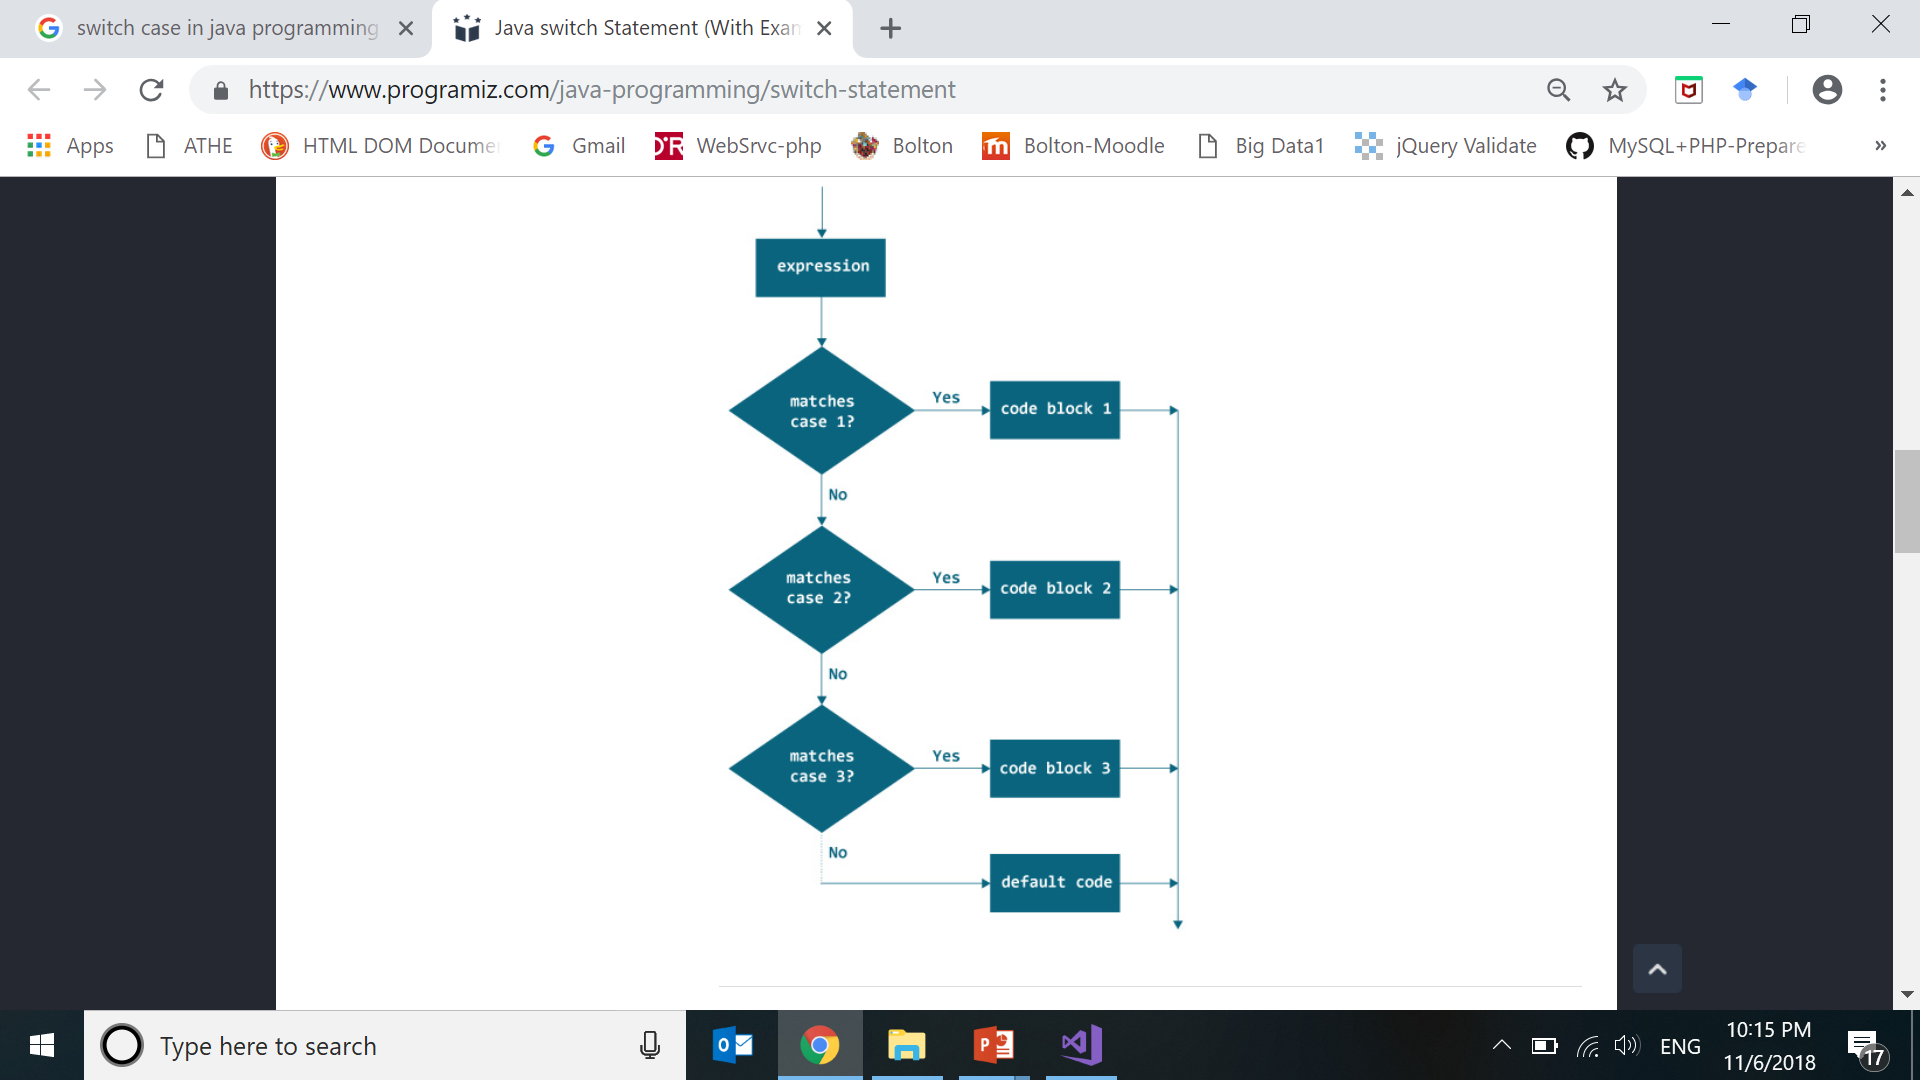 switch case in java programming
Java switch Statement (With Exan
https://www.programiz.com/java-programming/switch-statement
Apps
ATHE
HTML DOM Documen
Gmail
WebSrvc-php
Bolton
Bolton-Moodle
Big Data1
jQuery Validate
MySQL+PHP-Prepare
»
expression
matches
case 1?
Yes
code block 1
No
matches
case 2?
Yes
code block 2
No
matches
case 3?
Yes
code block 3
No
default code
Type here to search
ENG
10:15 PM
11/6/2018
17